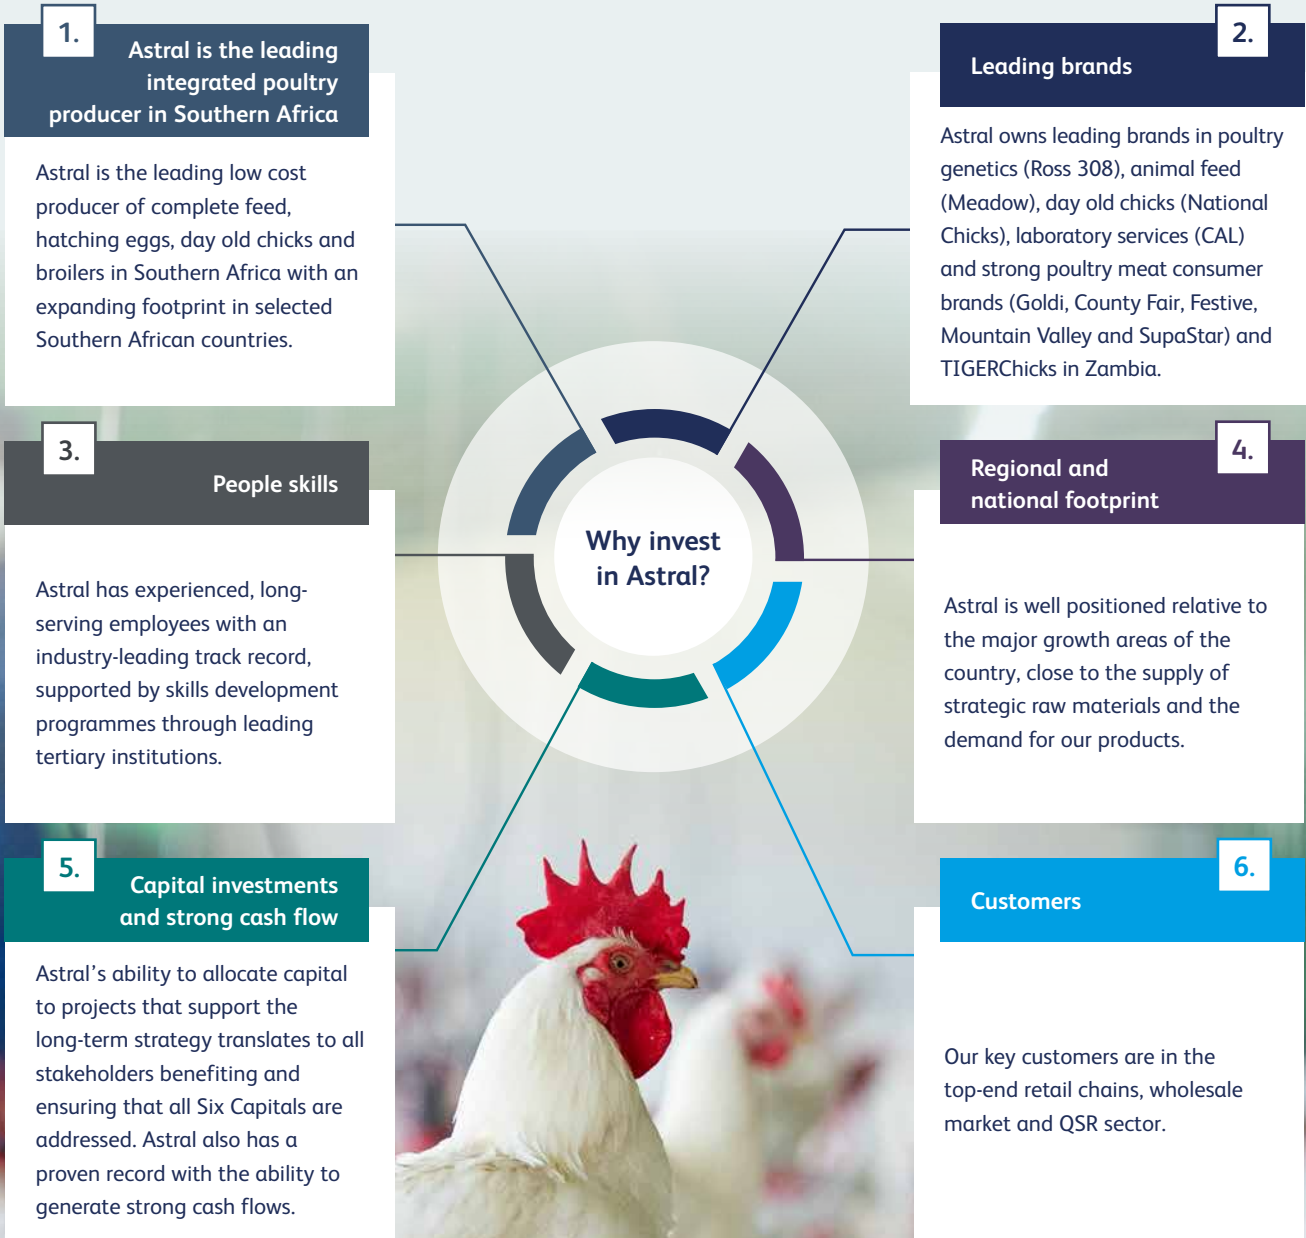 1.
Astral is the leading
integrated poultry
producer in Southern Africa
Astral is the leading low cost
producer of complete feed,
hatching eggs, day old chicks and
broilers in Southern Africa with an
expanding footprint in selected
Southern African countries.
2.
Leading brands
Astral owns leading brands in poultry
genetics (Ross 308), animal feed
(Meadow), day old chicks (National
Chicks), laboratory services (CAL)
and strong poultry meat consumer
brands (Goldi, County Fair, Festive,
Mountain Valley and SupaStar) and
TIGERChicks in Zambia.
Why invest
in Astral?
3.
People skills
Astral has experienced, long-
serving employees with an
industry-leading track record,
supported by skills development
programmes through leading
tertiary institutions.
4.
Regional and
national footprint
Astral is well positioned relative to
the major growth areas of the
country, close to the supply of
strategic raw materials and the
demand for our products.
5.
Capital investments
and strong cash flow
Astral’s ability to allocate capital
to projects that support the
long-term strategy translates to all
stakeholders benefiting and
ensuring that all Six Capitals are
addressed. Astral also has a
proven record with the ability to
generate strong cash flows.
6.
Customers
Our key customers are in the
top-end retail chains, wholesale
market and QSR sector.